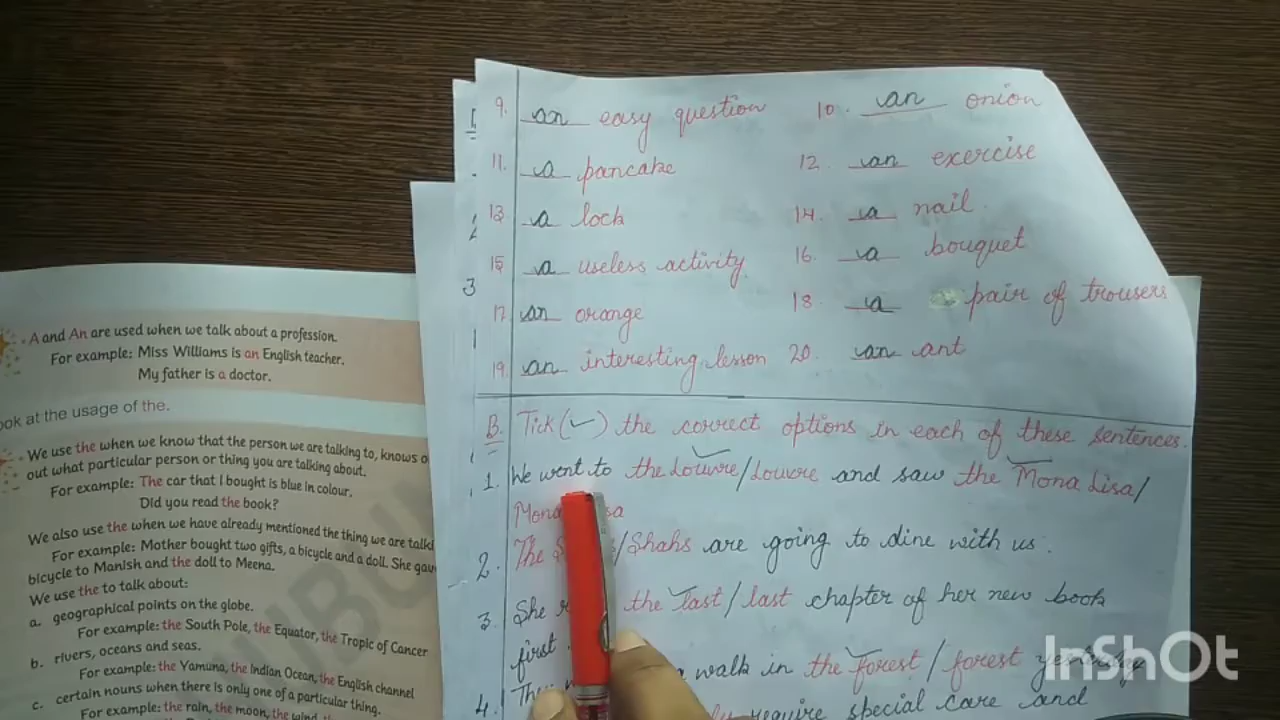 9. an easy question 10. an onion
11. a pancake 12. an exercise
13 a lock 14. a nail.
15 a useless activity 16. a bouquet
17 an orange 18. a pair of trousers
19. an interesting lesson 20. an ant
B. Tick (✓) the correct options in each of these sentences.
1. We went to the Louvre/Louvre and saw the Mona Lisa/
Mona
2. The /Shahs are going to dine with us.
3. She the last/last chapter of her new book
first.
4. walk in the forest/forest yesterday
require special care and
A and An are used when we talk about a profession.
For example: Miss Williams is an English teacher.
My father is a doctor.
ook at the usage of the.
We use the when we know that the person we are talking to, knows o
out what particular person or thing you are talking about.
For example: The car that I bought is blue in colour.
Did you read the book?
We also use the when we have already mentioned the thing we are talki
For example: Mother bought two gifts, a bicycle and a doll. She gav
bicycle to Manish and the doll to Meena.
We use the to talk about:
a. geographical points on the globe.
For example: the South Pole, the Equator, the Tropic of Cancer
b. rivers, oceans and seas.
For example: the Yamuna, the Indian Ocean, the English channel
c. certain nouns when there is only one of a particular thing.
For example: the rain, the moon, the wind,
InShOt